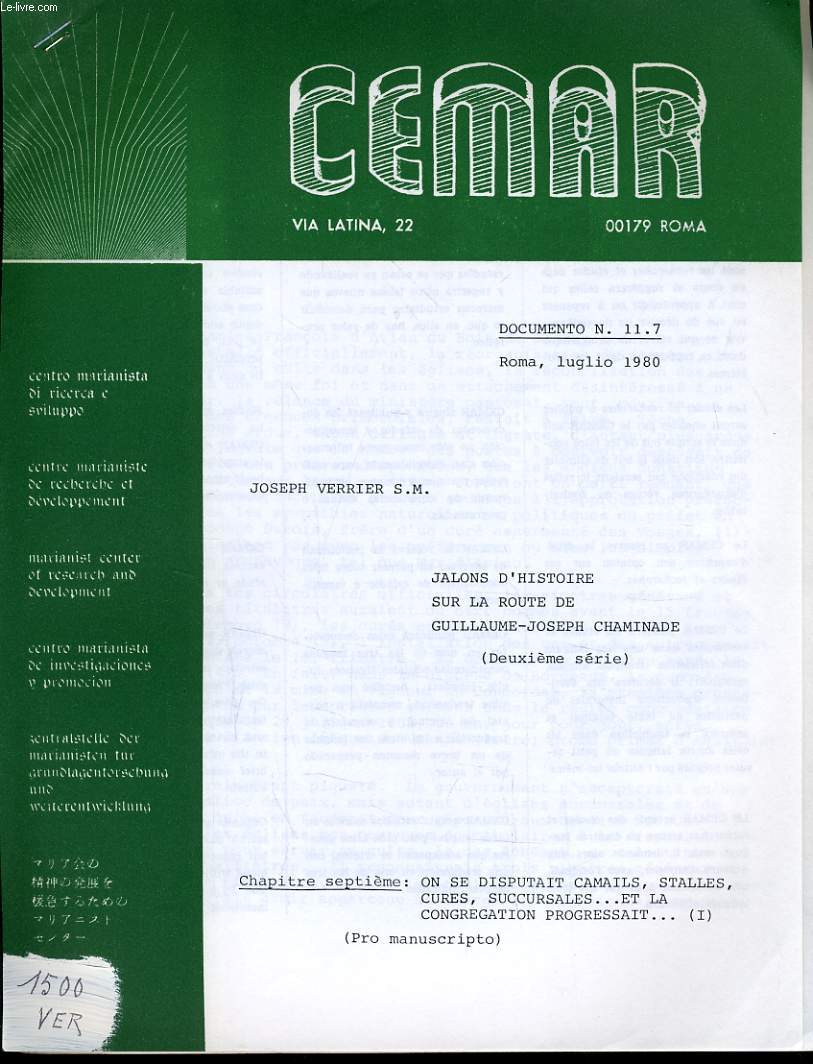 Le-livre.com
CEMAR
VIA LATINA, 22 00179 ROMA
DOCUMENTO N. 11.7
Roma, luglio 1980
JOSEPH VERRIER S.M.
JALONS D'HISTOIRE
SUR LA ROUTE DE
GUILLAUME-JOSEPH CHAMINADE
(Deuxième série)
Chapitre septième: ON SE DISPUTAIT CAMAILS, STALLES,
CURES, SUCCURSALES...ET LA
CONGREGATION PROGRESSAIT... (I)
(Pro manuscripto)
centro marianista
di ricerca e
sviluppo
centre marianiste
de recherche et
développement
marianist center
of research and
development
centro marianista
de investigaciones
y promocion
zentralstelle der
marianisten für
grundlagenforschung
und
weiterentwicklung
マリア会の
精神の発展を
援急するための
マリアニスト
センター
1500
VER